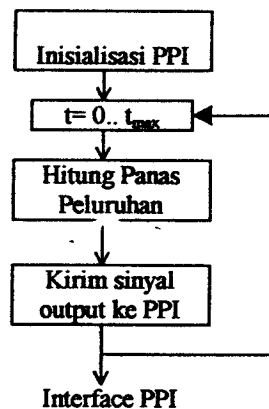 Inisialisasi PPI
t= 0.. tmax
Hitung Panas
Peluruhan
Kirim sinyal
output ke PPI
Interface PPI